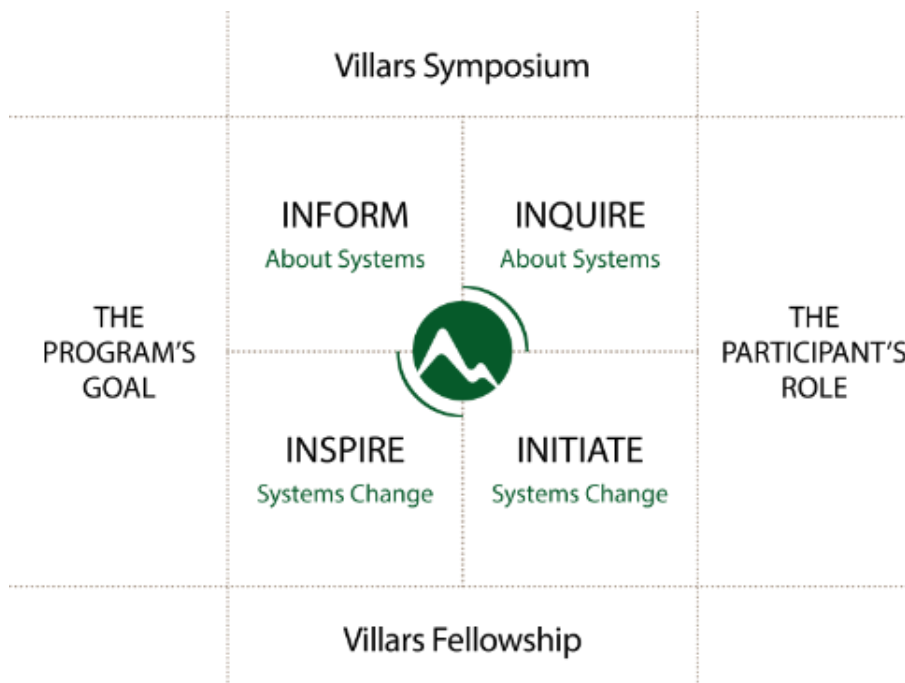 Villars Symposium
INFORM
About Systems
INQUIRE
About Systems
THE
PROGRAM'S
GOAL
THE
PARTICIPANT'S
ROLE
INSPIRE
Systems Change
INITIATE
Systems Change
Villars Fellowship